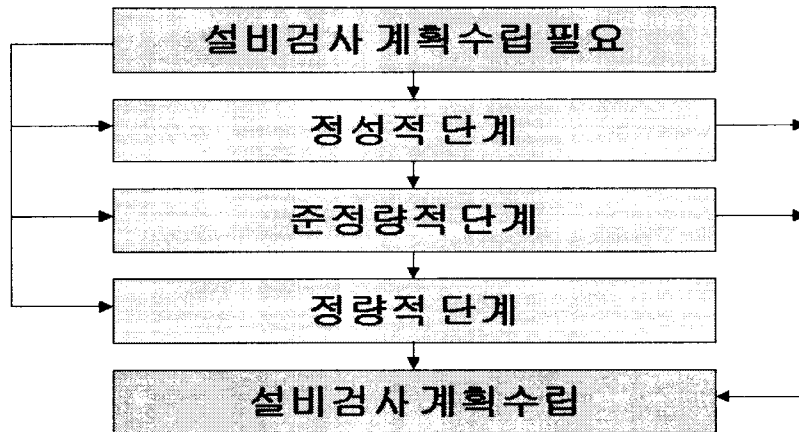 설비검사 계획수립 필요
정성적 단계
준정량적 단계
정량적 단계
설비검사 계획수립